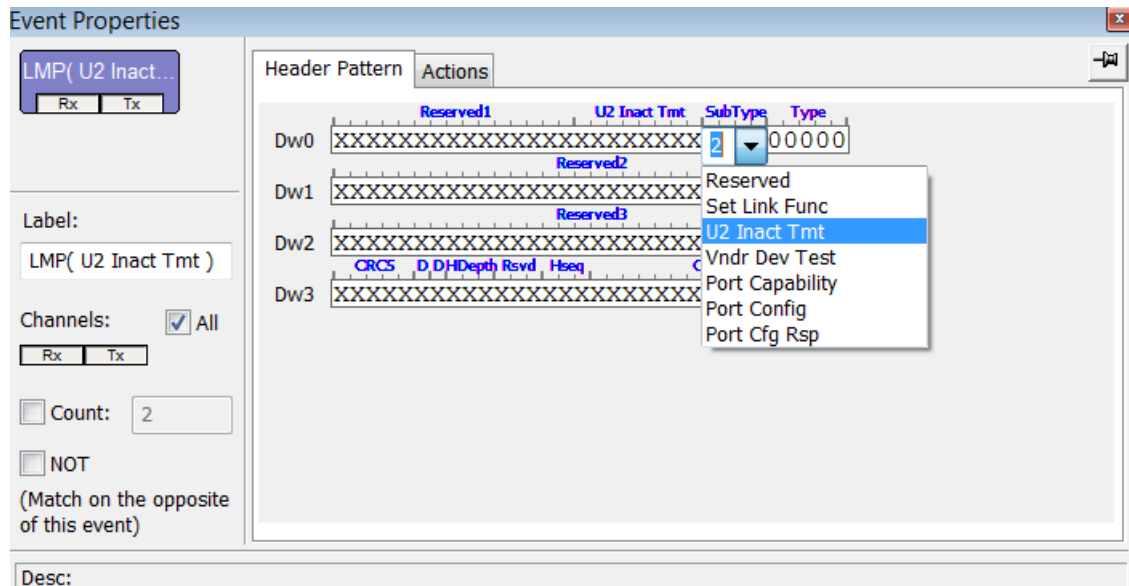 Event Properties
LMP( U2 Inact...
Rx Tx
Label:
LMP( U2 Inact Tmt )
Channels: All
Rx Tx
Count: 2
NOT
(Match on the opposite
of this event)
Header Pattern Actions
Reserved1 U2 Inact Tmt SubType Type
Dw0 XXXXXXXXXXXXXXXXXXXXXXX 2 00000
Reserved2
Dw1 XXXXXXXXXXXXXXXXXXXXXXX
Reserved3
Dw2 XXXXXXXXXXXXXXXXXXXXXXX
CRC5 D DHDepth Rsvd Hseq C
Dw3 XXXXXXXXXXXXXXXXXXXXXXX
Reserved
Set Link Func
U2 Inact Tmt
Vndr Dev Test
Port Capability
Port Config
Port Cfg Rsp
Desc: